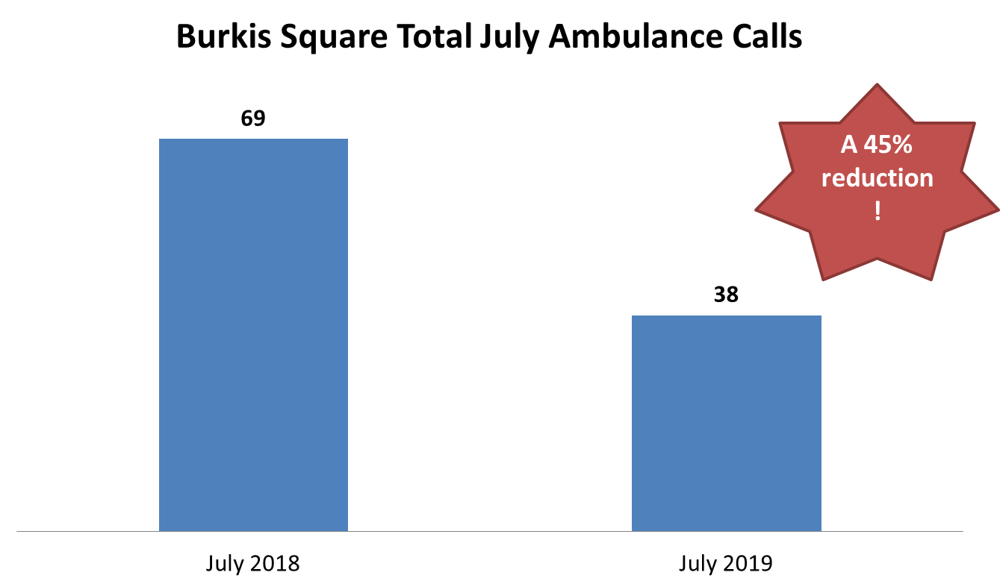 Burkis Square Total July Ambulance Calls
69
A 45%
reduction
!
38
July 2018
July 2019